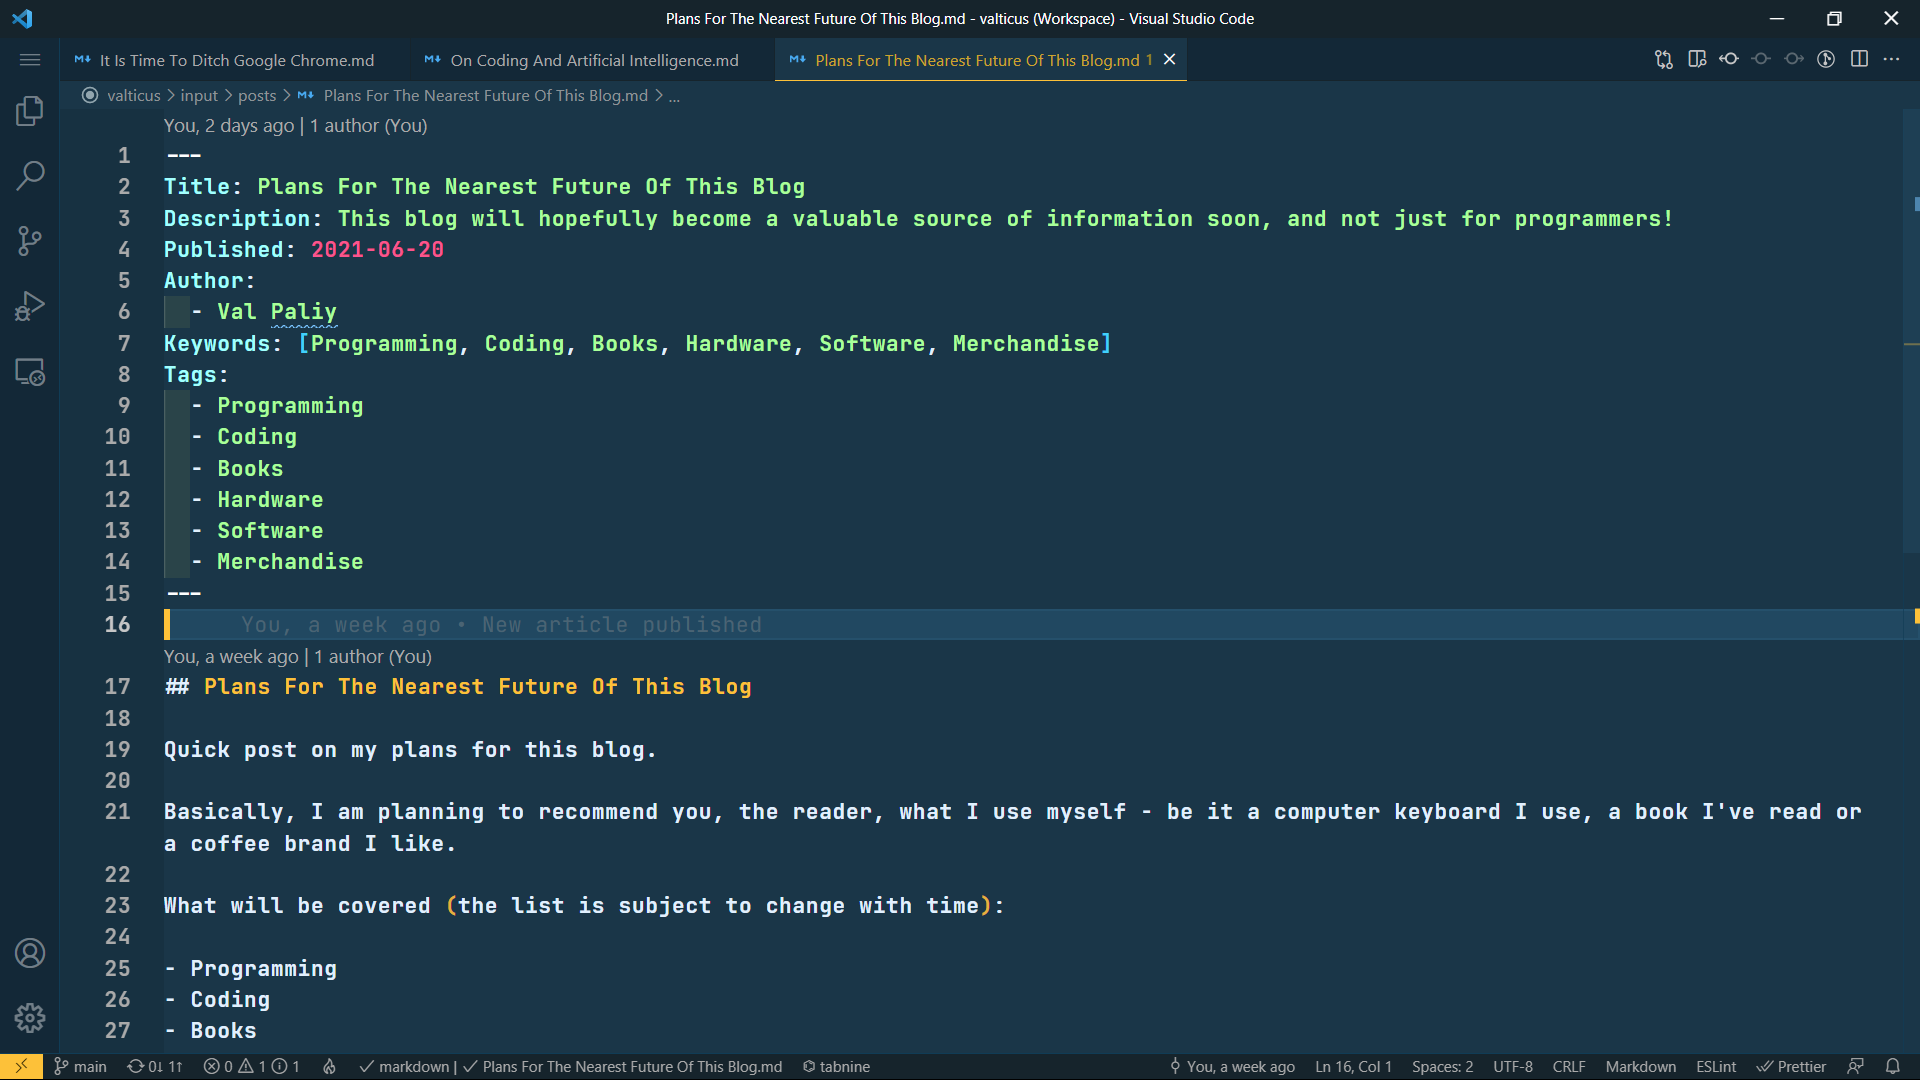 Plans For The Nearest Future Of This Blog.md - valticus (Workspace) - Visual Studio Code
It Is Time To Ditch Google Chrome.md
On Coding And Artificial Intelligence.md
Plans For The Nearest Future Of This Blog.md 1
valticus > input > posts > Plans For The Nearest Future Of This Blog.md > ...
You, 2 days ago | 1 author (You)
1 ---
2 Title: Plans For The Nearest Future Of This Blog
3 Description: This blog will hopefully become a valuable source of information soon, and not just for programmers!
4 Published: 2021-06-20
5 Author:
6 - Val Paliy
7 Keywords: [Programming, Coding, Books, Hardware, Software, Merchandise]
8 Tags:
9 - Programming
10 - Coding
11 - Books
12 - Hardware
13 - Software
14 - Merchandise
15 ---
16 You, a week ago • New article published
You, a week ago | 1 author (You)
17 ## Plans For The Nearest Future Of This Blog
18
19 Quick post on my plans for this blog.
20
21 Basically, I am planning to recommend you, the reader, what I use myself - be it a computer keyboard I use, a book I've read or
a coffee brand I like.
22
23 What will be covered (the list is subject to change with time):
24
25 - Programming
26 - Coding
27 - Books
main 0↓ 1↑ 0 1 1 ✓ markdown | ✓ Plans For The Nearest Future Of This Blog.md tabnine You, a week ago Ln 16, Col 1 Spaces: 2 UTF-8 CRLF Markdown ESLint Prettier